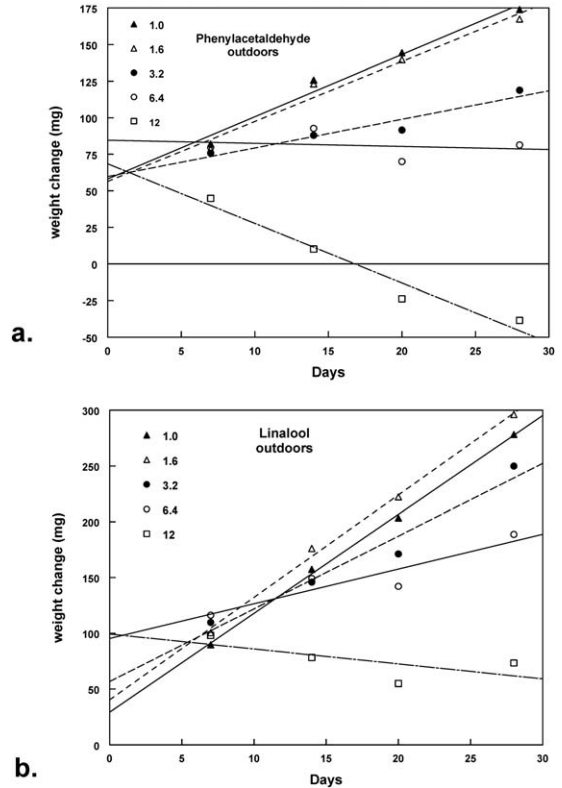 175
150
125
100
75
50
25
0
-25
-50
weight change (mg)
1.0
1.6
3.2
6.4
12
Phenylacetaldehyde
outdoors
0 5 10 15 20 25 30
Days
a.
300
250
200
150
100
50
0
weight change (mg)
1.0
1.6
3.2
6.4
12
Linalool
outdoors
0 5 10 15 20 25 30
Days
b.